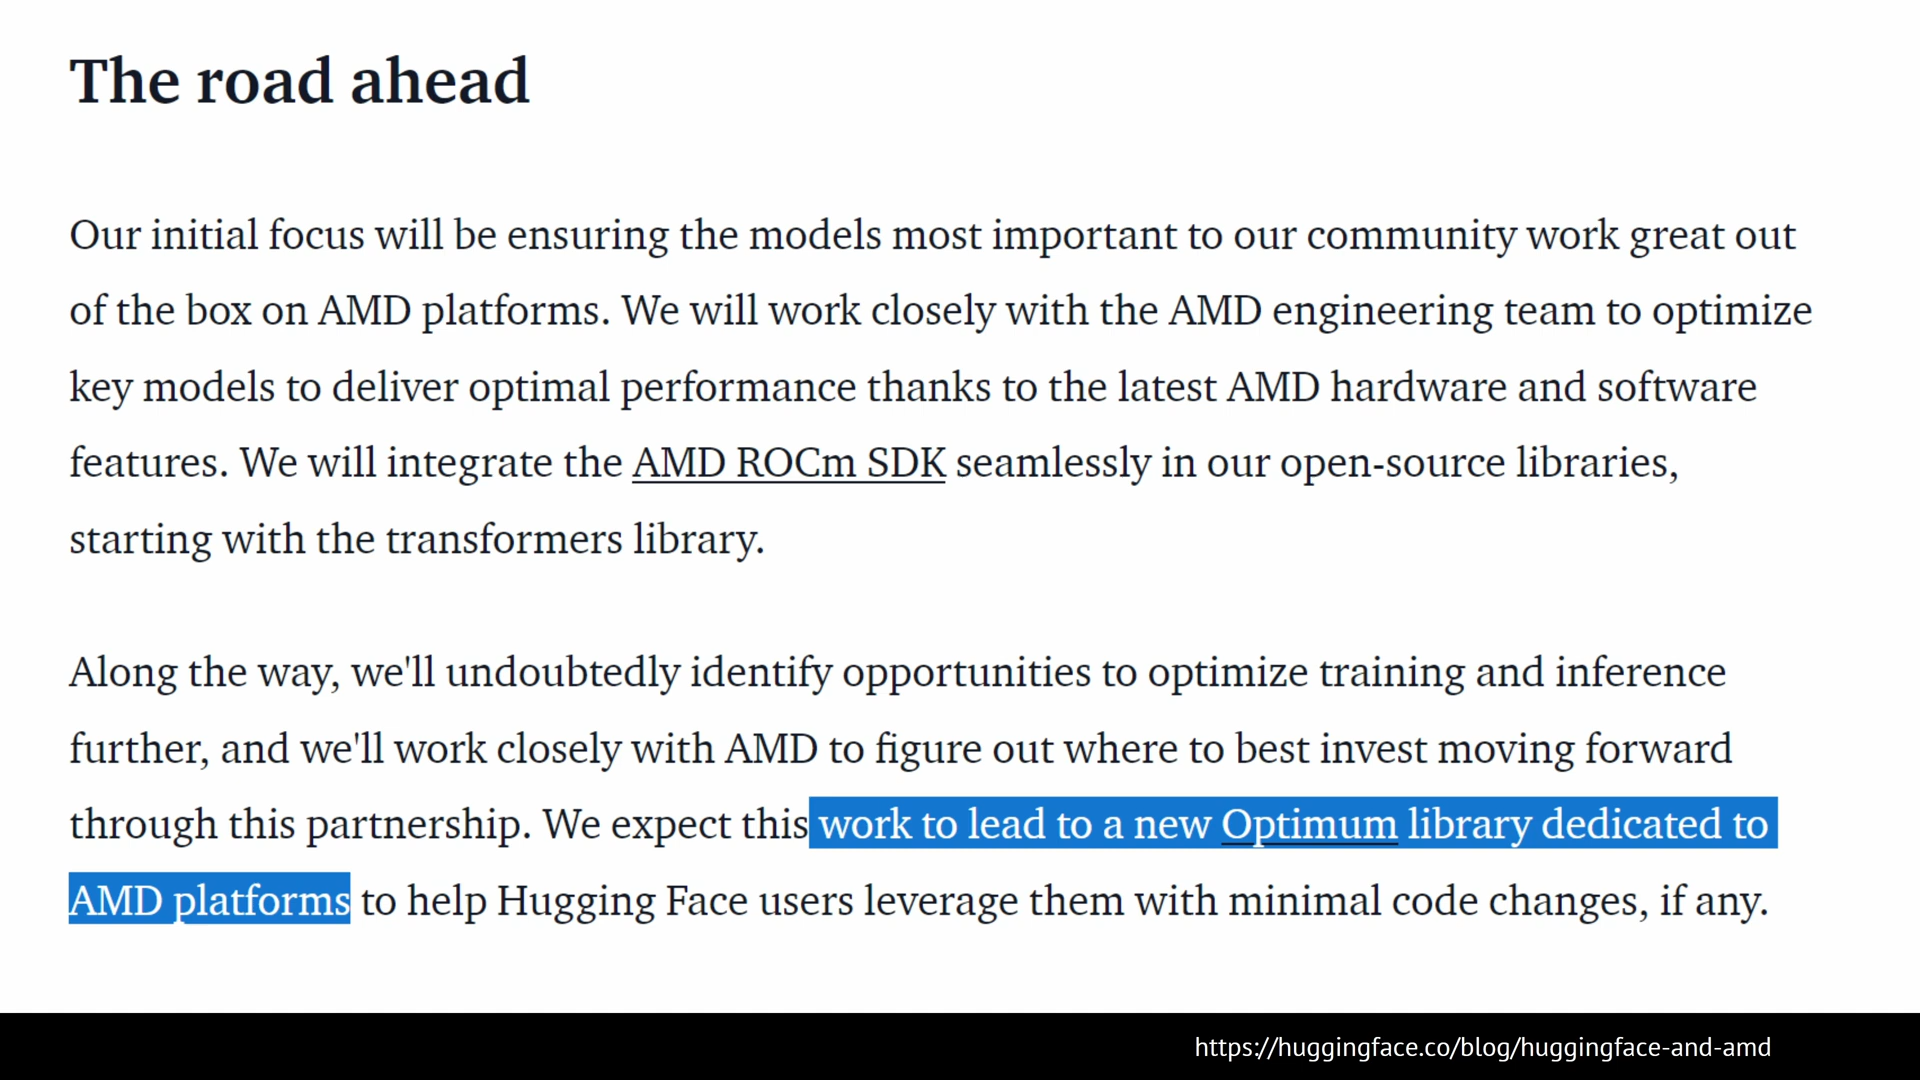 The road ahead
Our initial focus will be ensuring the models most important to our community work great out
of the box on AMD platforms. We will work closely with the AMD engineering team to optimize
key models to deliver optimal performance thanks to the latest AMD hardware and software
features. We will integrate the AMD ROCm SDK seamlessly in our open-source libraries,
starting with the transformers library.
Along the way, we'll undoubtedly identify opportunities to optimize training and inference
further, and we'll work closely with AMD to figure out where to best invest moving forward
through this partnership. We expect this work to lead to a new Optimum library dedicated to
AMD platforms to help Hugging Face users leverage them with minimal code changes, if any.
https://huggingface.co/blog/huggingface-and-amd